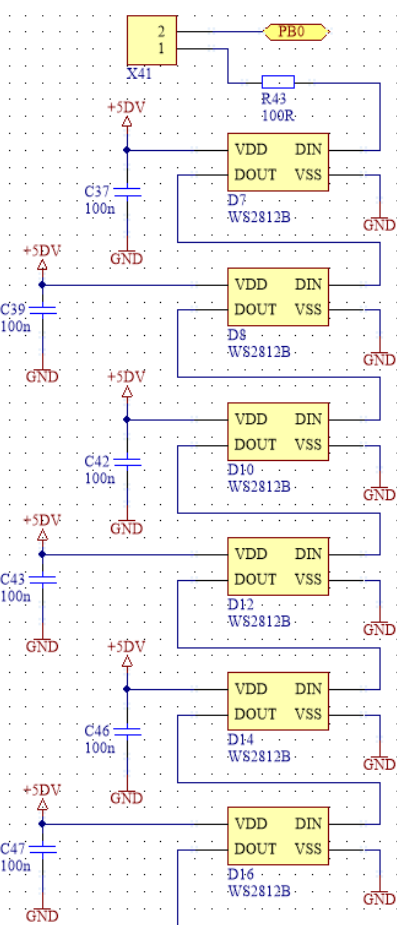 2
1
PB0
X41
R43
100R
+5DV
VDD DIN
DOUT VSS
C37
100n
D7
WS2812B
GND
GND
+5DV
VDD DIN
DOUT VSS
C39
100n
D8
WS2812B
GND
GND
+5DV
VDD DIN
DOUT VSS
C42
100n
D10
WS2812B
GND
GND
+5DV
VDD DIN
DOUT VSS
C43
100n
D12
WS2812B
GND
GND
+5DV
VDD DIN
DOUT VSS
C46
100n
D14
WS2812B
GND
GND
+5DV
VDD DIN
DOUT VSS
C47
100n
D16
WS2812B
GND
GND